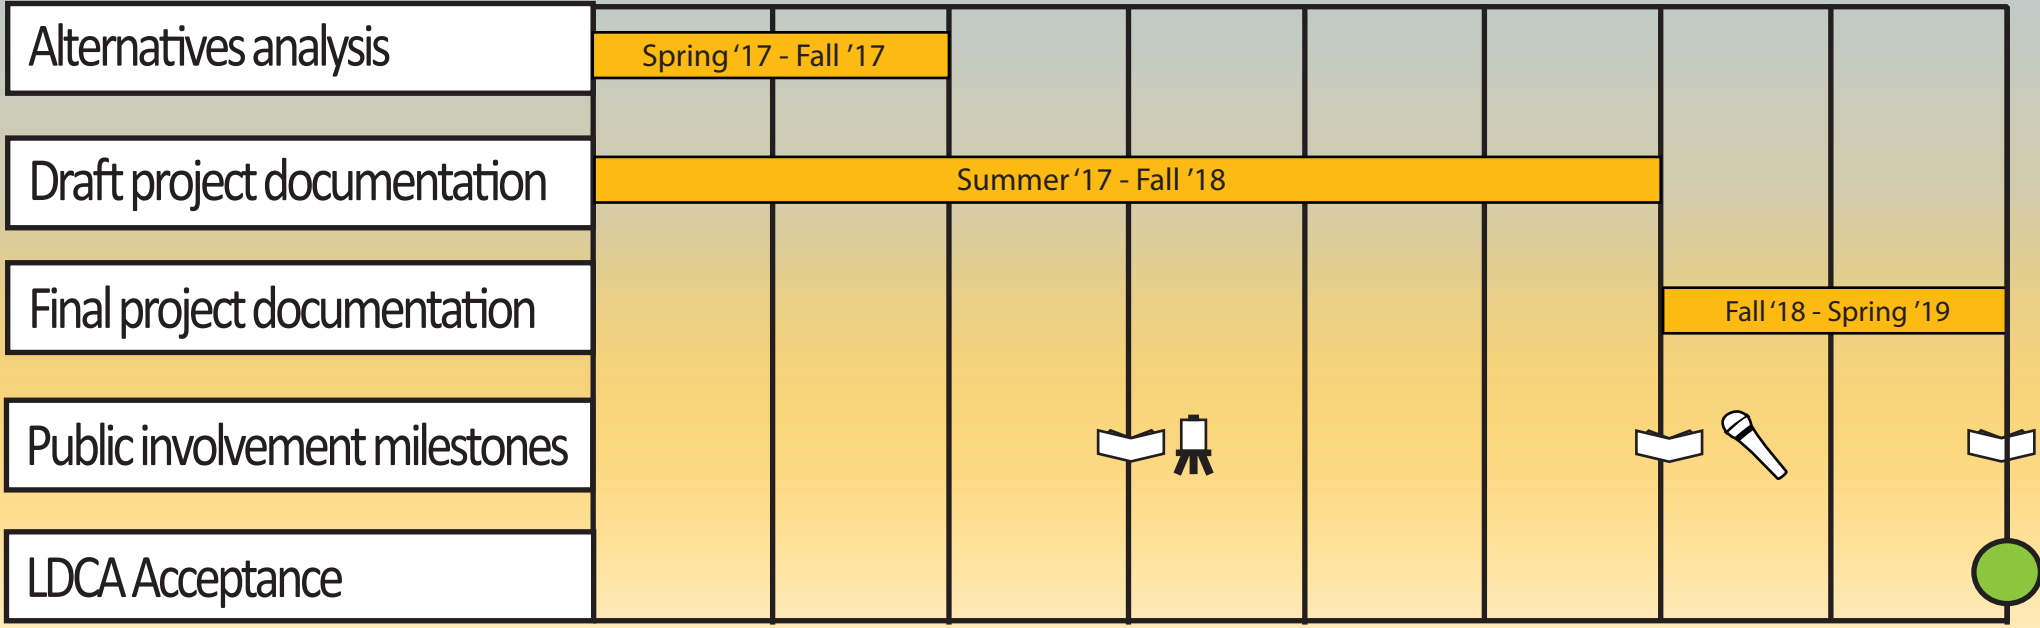 Alternatives analysis
Spring ‘17 - Fall ’17
Draft project documentation
Summer ‘17 - Fall ’18
Final project documentation
Fall ‘18 - Spring ’19
Public involvement milestones
LDCA Acceptance